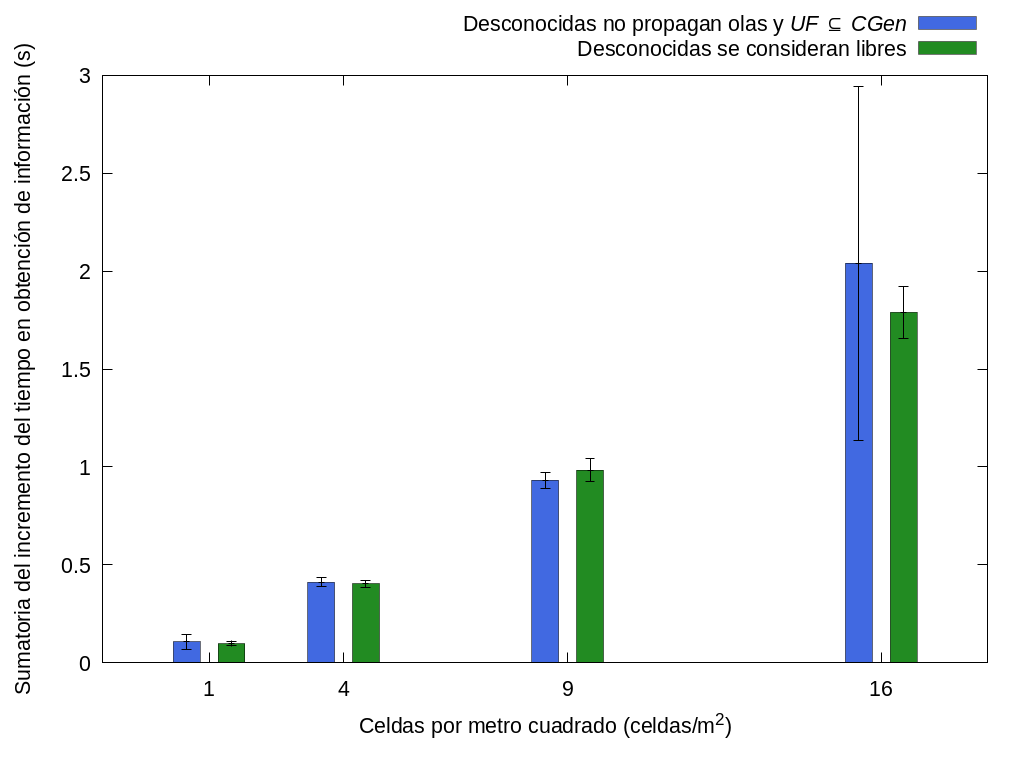 Desconocidas no propagan olas y UF ⊆ CGen
Desconocidas se consideran libres
Sumatoria del incremento del tiempo en obtención de información (s)
3
2.5
2
1.5
1
0.5
0
1 4 9 16
Celdas por metro cuadrado (celdas/m²)